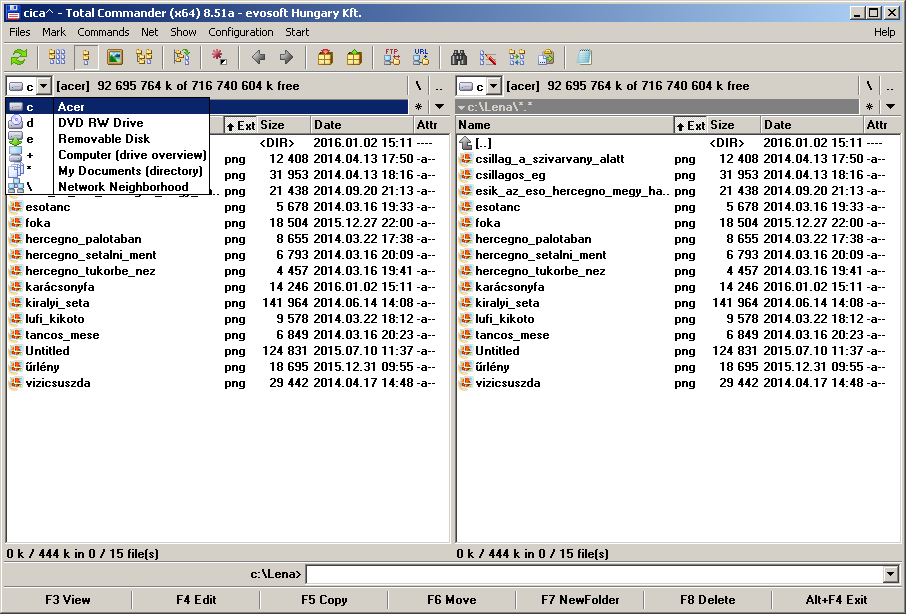 cica^ - Total Commander (x64) 8.51a - evosoft Hungary Kft.
Files Mark Commands Net Show Configuration Start Help
FTP URL
c [acer] 92 695 764 k of 716 740 604 k free \ ..
c [acer] 92 695 764 k of 716 740 604 k free \ ..
c Acer
d DVD RW Drive
e Removable Disk
+ Computer (drive overview)
* My Documents (directory)
\ Network Neighborhood
* c:\Lena\*.* *
Ext Size Date Attr
<DIR> 2016.01.02 15:11 ----
png 12 408 2014.04.13 17:50 -a--
png 31 953 2014.04.13 18:16 -a--
png 21 438 2014.09.20 21:13 -a--
esotanc png 5 678 2014.03.16 19:33 -a--
foka png 18 504 2015.12.27 22:00 -a--
hercegno_palotaban png 8 655 2014.03.22 17:38 -a--
hercegno_setalni_ment png 6 793 2014.03.16 20:09 -a--
hercegno_tukorbe_nez png 4 457 2014.03.16 19:41 -a--
karácsonyfa png 14 246 2016.01.02 15:11 -a--
kiralyi_seta png 141 964 2014.06.14 14:08 -a--
lufi_kikoto png 9 578 2014.03.22 18:12 -a--
tancos_mese png 6 849 2014.03.16 20:23 -a--
Untitled png 124 831 2015.07.10 11:37 -a--
űrlény png 18 695 2015.12.31 09:55 -a--
vizicsuszda png 29 442 2014.04.17 14:48 -a--
Name Ext Size Date Attr
[..] <DIR> 2016.01.02 15:11 ----
csillag_a_szivarvany_alatt png 12 408 2014.04.13 17:50 -a--
csillagos_eg png 31 953 2014.04.13 18:16 -a--
esik_az_eso_hercegno_megy_ha.. png 21 438 2014.09.20 21:13 -a--
esotanc png 5 678 2014.03.16 19:33 -a--
foka png 18 504 2015.12.27 22:00 -a--
hercegno_palotaban png 8 655 2014.03.22 17:38 -a--
hercegno_setalni_ment png 6 793 2014.03.16 20:09 -a--
hercegno_tukorbe_nez png 4 457 2014.03.16 19:41 -a--
karácsonyfa png 14 246 2016.01.02 15:11 -a--
kiralyi_seta png 141 964 2014.06.14 14:08 -a--
lufi_kikoto png 9 578 2014.03.22 18:12 -a--
tancos_mese png 6 849 2014.03.16 20:23 -a--
Untitled png 124 831 2015.07.10 11:37 -a--
űrlény png 18 695 2015.12.31 09:55 -a--
vizicsuszda png 29 442 2014.04.17 14:48 -a--
0 k / 444 k in 0 / 15 file(s)
0 k / 444 k in 0 / 15 file(s)
c:\Lena>
F3 View F4 Edit F5 Copy F6 Move F7 NewFolder F8 Delete Alt+F4 Exit